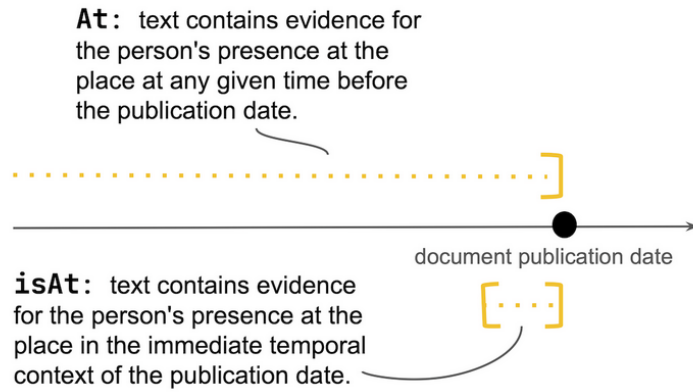 At: text contains evidence for
the person's presence at the
place at any given time before
the publication date.
document publication date
isAt: text contains evidence
for the person's presence at the
place in the immediate temporal
context of the publication date.